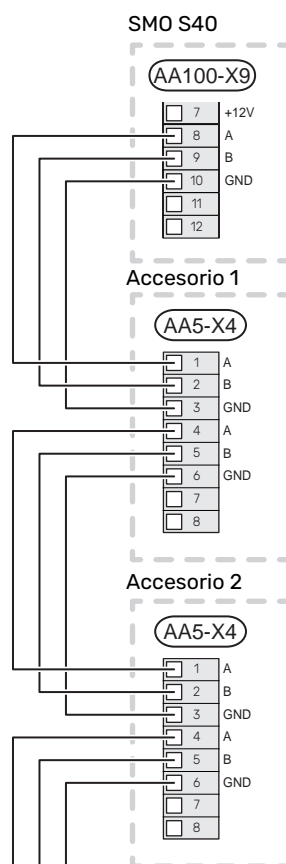 SMO S40
AA100-X9
7 +12V
8 A
9 B
10 GND
11
12
Accesorio 1
AA5-X4
1 A
2 B
3 GND
4 A
5 B
6 GND
7
8
Accesorio 2
AA5-X4
1 A
2 B
3 GND
4 A
5 B
6 GND
7
8